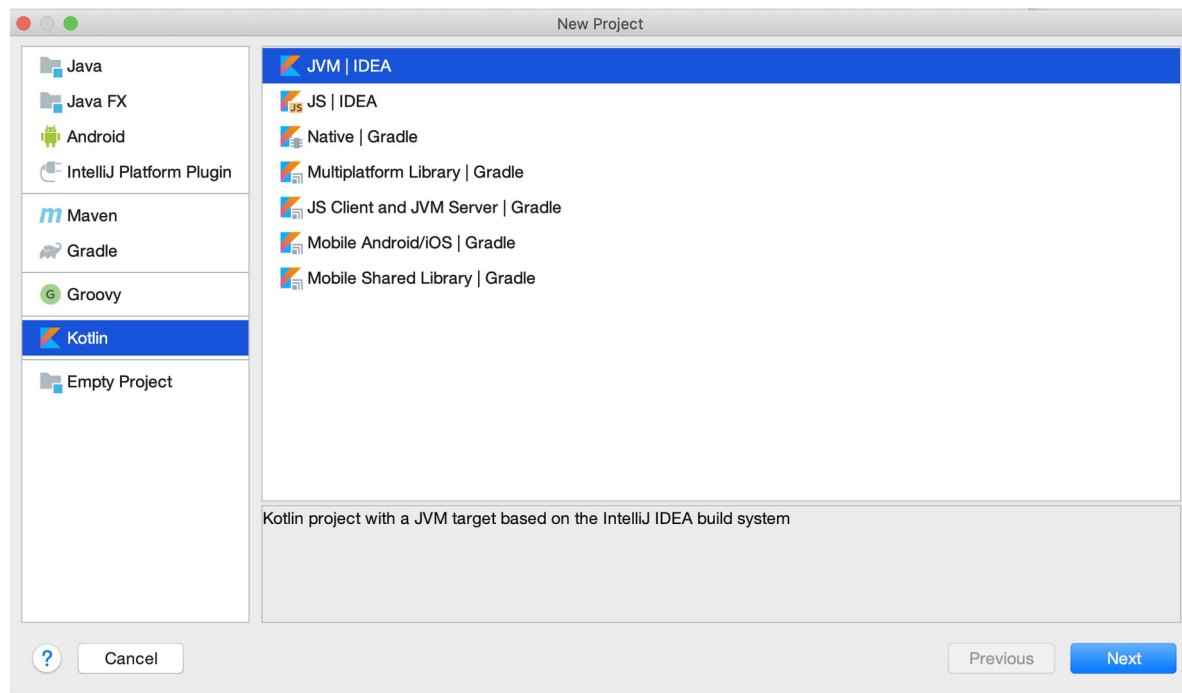 New Project
Java
Java FX
Android
IntelliJ Platform Plugin
Maven
Gradle
G Groovy
Kotlin
Empty Project
JVM | IDEA
JS JS | IDEA
Native | Gradle
Multiplatform Library | Gradle
JS Client and JVM Server | Gradle
Mobile Android/iOS | Gradle
Mobile Shared Library | Gradle
Kotlin project with a JVM target based on the IntelliJ IDEA build system
? Cancel Previous Next